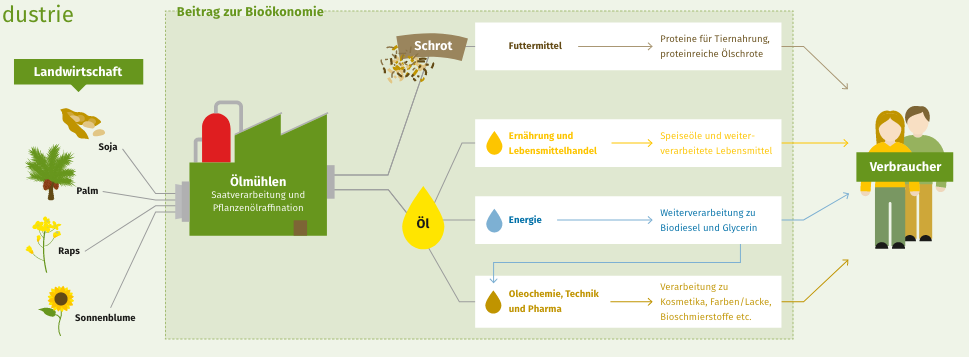 dustrie
Beitrag zur Bioökonomie
Landwirtschaft
Soja
Palm
Raps
Sonnenblume
Ölmühlen
Saatverarbeitung und
Pflanzenölraffination
Schrot
Öl
Futtermittel
Proteine für Tiernahrung,
proteinreiche Ölschrote
Ernährung und
Lebensmittelhandel
Speiseöle und weiter-
verarbeitete Lebensmittel
Energie
Weiterverarbeitung zu
Biodiesel und Glycerin
Oleochemie, Technik
und Pharma
Verarbeitung zu
Kosmetika, Farben/Lacke,
Bioschmierstoffe etc.
Verbraucher